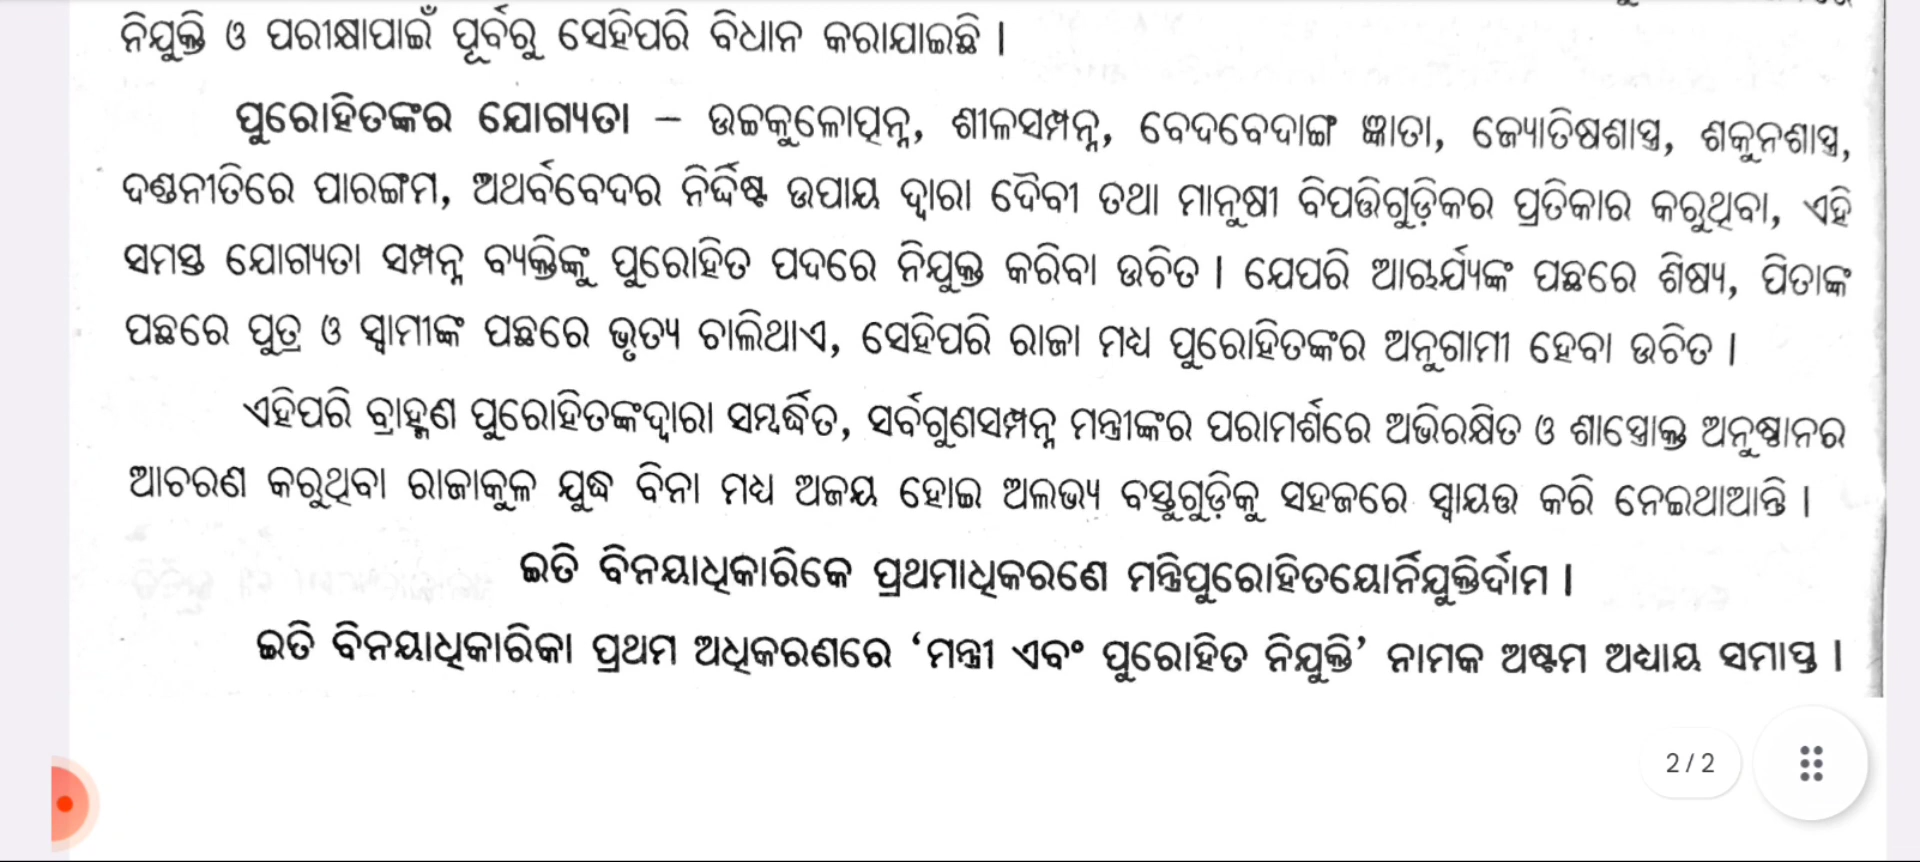 ନିଯୁକ୍ତି ଓ ପରୀକ୍ଷାପାଇଁ ପୂର୍ବରୁ ସେହିପରି ବିଧାନ କରାଯାଇଛି ।
ପୁରୋହିତଙ୍କର ଯୋଗ୍ୟତା – ଉଚ୍ଚକୁଳୋତ୍ପନ୍ନ, ଶୀଳସମ୍ପନ୍ନ, ବେଦବେଦାଙ୍ଗ ଜ୍ଞାତା, ଜ୍ୟୋତିଷଶାସ୍ତ୍ର, ଶକୁନଶାସ୍ତ୍ର,
ଦଣ୍ଡନୀତିରେ ପାରଙ୍ଗମ, ଅଥର୍ବବେଦର ନିର୍ଦ୍ଦିଷ୍ଟ ଉପାୟ ଦ୍ୱାରା ଦୈବୀ ତଥା ମାନୁଷୀ ବିପତ୍ତିଗୁଡ଼ିକର ପ୍ରତିକାର କରୁଥିବା, ଏହି
ସମସ୍ତ ଯୋଗ୍ୟତା ସମ୍ପନ୍ନ ବ୍ୟକ୍ତିଙ୍କୁ ପୁରୋହିତ ପଦରେ ନିଯୁକ୍ତ କରିବା ଉଚିତ । ଯେପରି ଆଚାର୍ଯ୍ୟଙ୍କ ପଛରେ ଶିଷ୍ୟ, ପିତାଙ୍କ
ପଛରେ ପୁତ୍ର ଓ ସ୍ୱାମୀଙ୍କ ପଛରେ ଭୃତ୍ୟ ଚାଲିଥାଏ, ସେହିପରି ରାଜା ମଧ୍ୟ ପୁରୋହିତଙ୍କର ଅନୁଗାମୀ ହେବା ଉଚିତ ।
ଏହିପରି ବ୍ରାହ୍ମଣ ପୁରୋହିତଙ୍କଦ୍ୱାରା ସମ୍ବର୍ଦ୍ଧିତ, ସର୍ବଗୁଣସମ୍ପନ୍ନ ମନ୍ତ୍ରୀଙ୍କର ପରାମର୍ଶରେ ଅଭିରକ୍ଷିତ ଓ ଶାସ୍ତ୍ରୋକ୍ତ ଅନୁଷ୍ଠାନର
ଆଚରଣ କରୁଥିବା ରାଜାକୁଳ ଯୁଦ୍ଧ ବିନା ମଧ୍ୟ ଅଜୟ ହୋଇ ଅଲଭ୍ୟ ବସ୍ତୁଗୁଡ଼ିକୁ ସହଜରେ ସ୍ୱାୟତ୍ତ କରି ନେଇଥାଆନ୍ତି ।
ଇତି ବିନୟାଧିକାରିକେ ପ୍ରଥମାଧିକରଣେ ମନ୍ତ୍ରିପୁରୋହିତୟୋର୍ନିଯୁକ୍ତିର୍ଦାମ ।
ଇତି ବିନୟାଧିକାରିକା ପ୍ରଥମ ଅଧିକରଣରେ ‘ମନ୍ତ୍ରୀ ଏବଂ ପୁରୋହିତ ନିଯୁକ୍ତି’ ନାମକ ଅଷ୍ଟମ ଅଧ୍ୟାୟ ସମାପ୍ତ ।
2 / 2